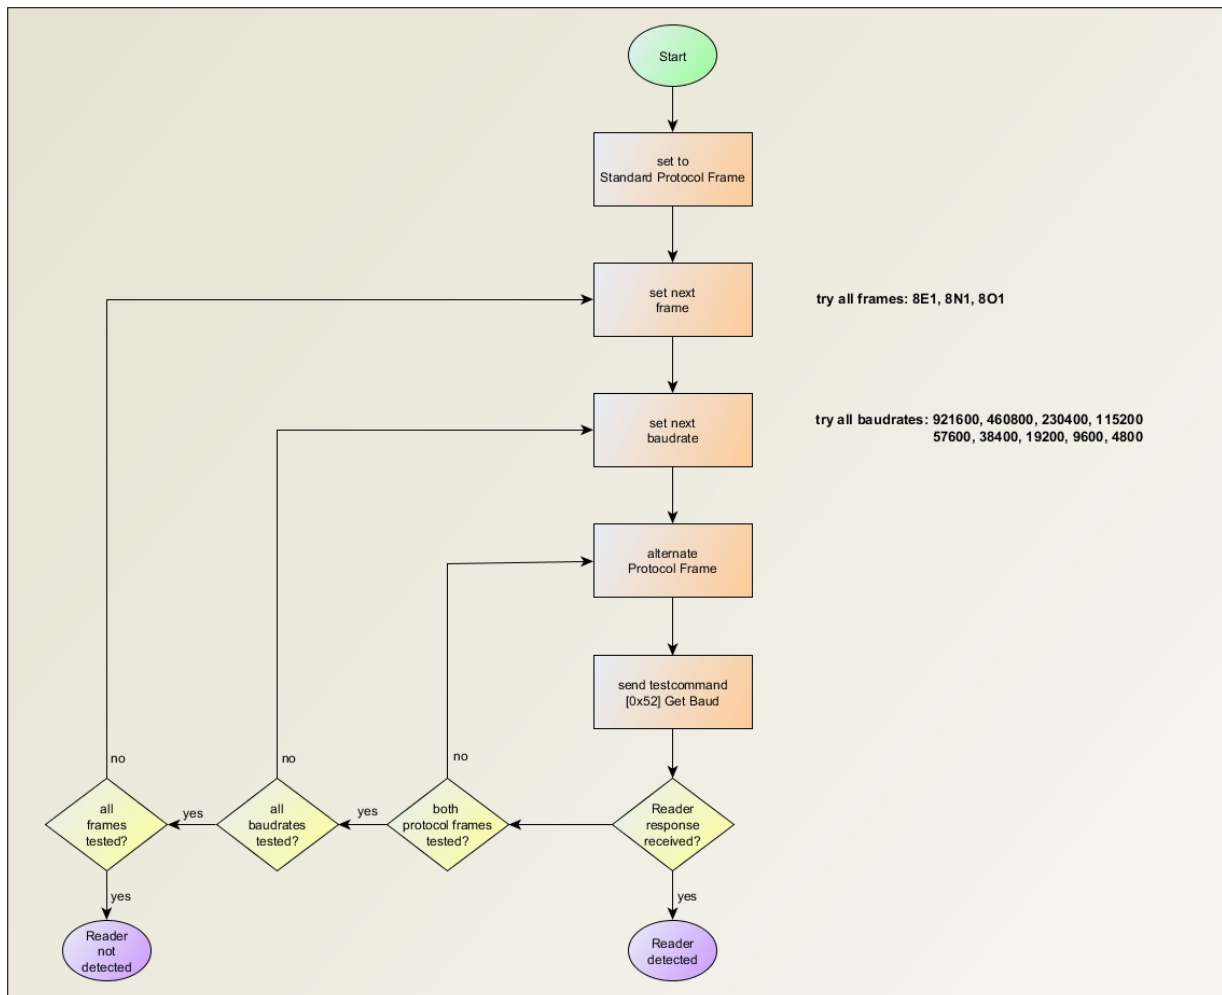 Start
set to
Standard Protocol Frame
set next
frame
try all frames: 8E1, 8N1, 8O1
set next
baudrate
try all baudrates: 921600, 460800, 230400, 115200
57600, 38400, 19200, 9600, 4800
alternate
Protocol Frame
send testcommand
[0x52] Get Baud
no
no
no
all
frames
tested?
yes
all
baudrates
tested?
yes
both
protocol frames
tested?
Reader
response
received?
yes
yes
Reader
not
detected
Reader
detected